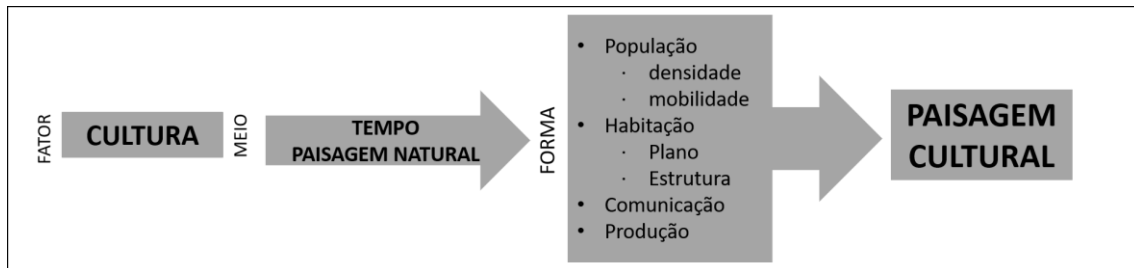 FATOR
CULTURA
MEIO
TEMPO
PAISAGEM NATURAL
FORMA
• População
· densidade
· mobilidade
• Habitação
· Plano
· Estrutura
• Comunicação
• Produção
PAISAGEM
CULTURAL